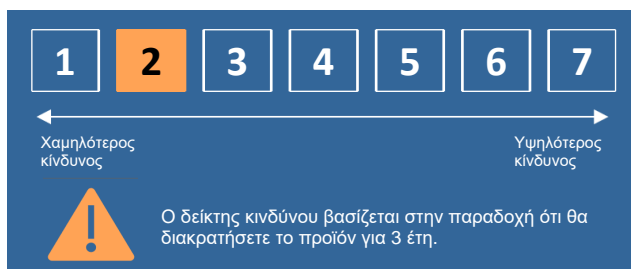 1 2 3 4 5 6 7
Χαμηλότερος
κίνδυνος
Υψηλότερος
κίνδυνος
Ο δείκτης κινδύνου βασίζεται στην παραδοχή ότι θα
διακρατήσετε το προϊόν για 3 έτη.